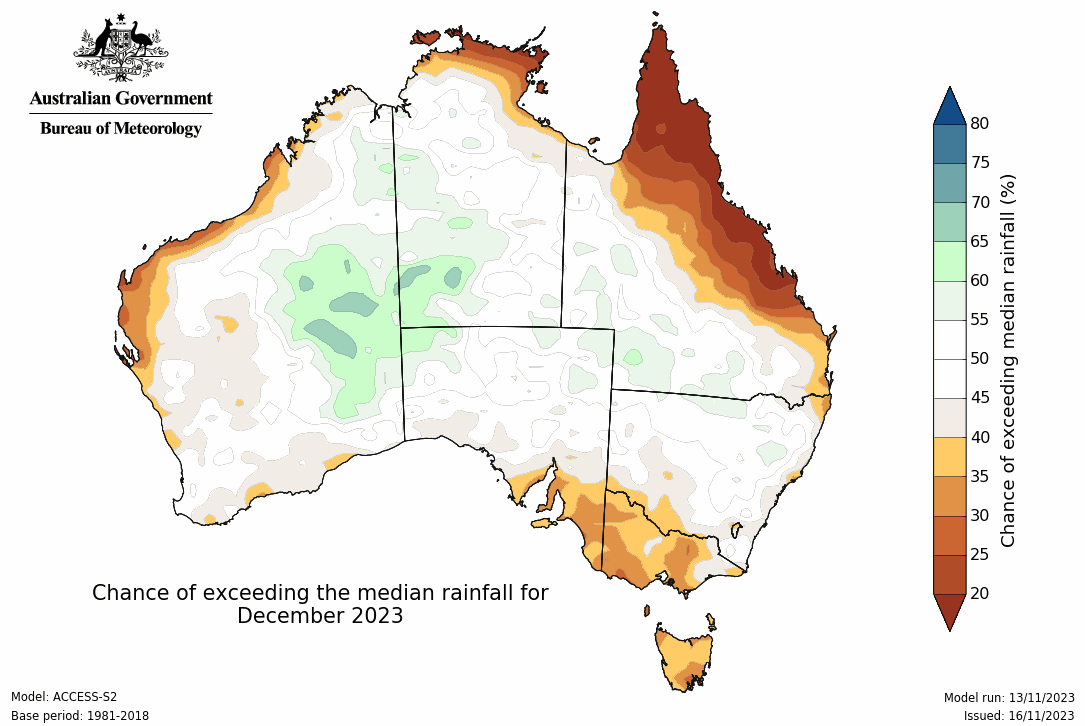 Australian Government
Bureau of Meteorology
80
75
70
65
60
55
50
45
40
35
30
25
20
Chance of exceeding median rainfall (%)
Chance of exceeding the median rainfall for
December 2023
Model: ACCESS-S2
Base period: 1981-2018
Model run: 13/11/2023
Issued: 16/11/2023